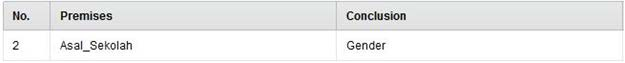 No. Premises Conclusion
2 Asal_Sekolah Gender